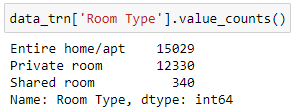 data_trn['Room Type'].value_counts()
Entire home/apt    15029
Private room       12330
Shared room          340
Name: Room Type, dtype: int64